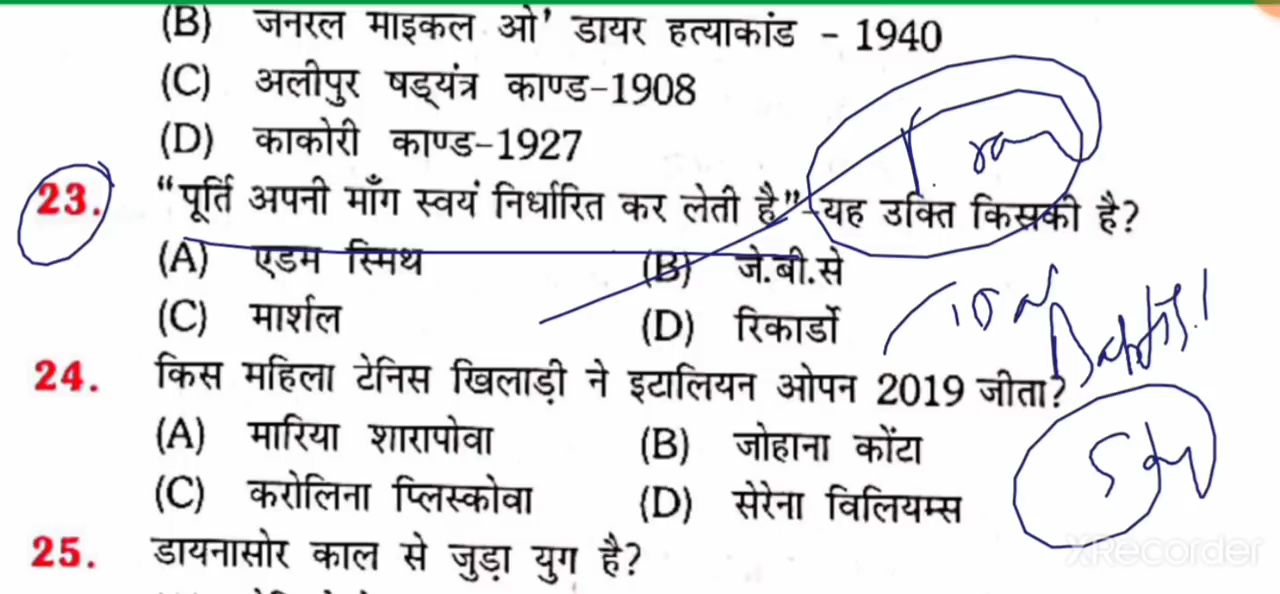 (B) जनरल माइकल ओ' डायर हत्याकांड - 1940
(C) अलीपुर षड्यंत्र काण्ड-1908
(D) काकोरी काण्ड-1927
23. “पूर्ति अपनी माँग स्वयं निर्धारित कर लेती है”-यह उक्ति किसकी है?
(A) एडम स्मिथ (B) जे.बी.से
(C) मार्शल (D) रिकार्डो
24. किस महिला टेनिस खिलाड़ी ने इटालियन ओपन 2019 जीता?
(A) मारिया शारापोवा (B) जोहाना कोंटा
(C) करोलिना प्लिस्कोवा (D) सेरेना विलियम्स
25. डायनासोर काल से जुड़ा युग है?
XRecorder